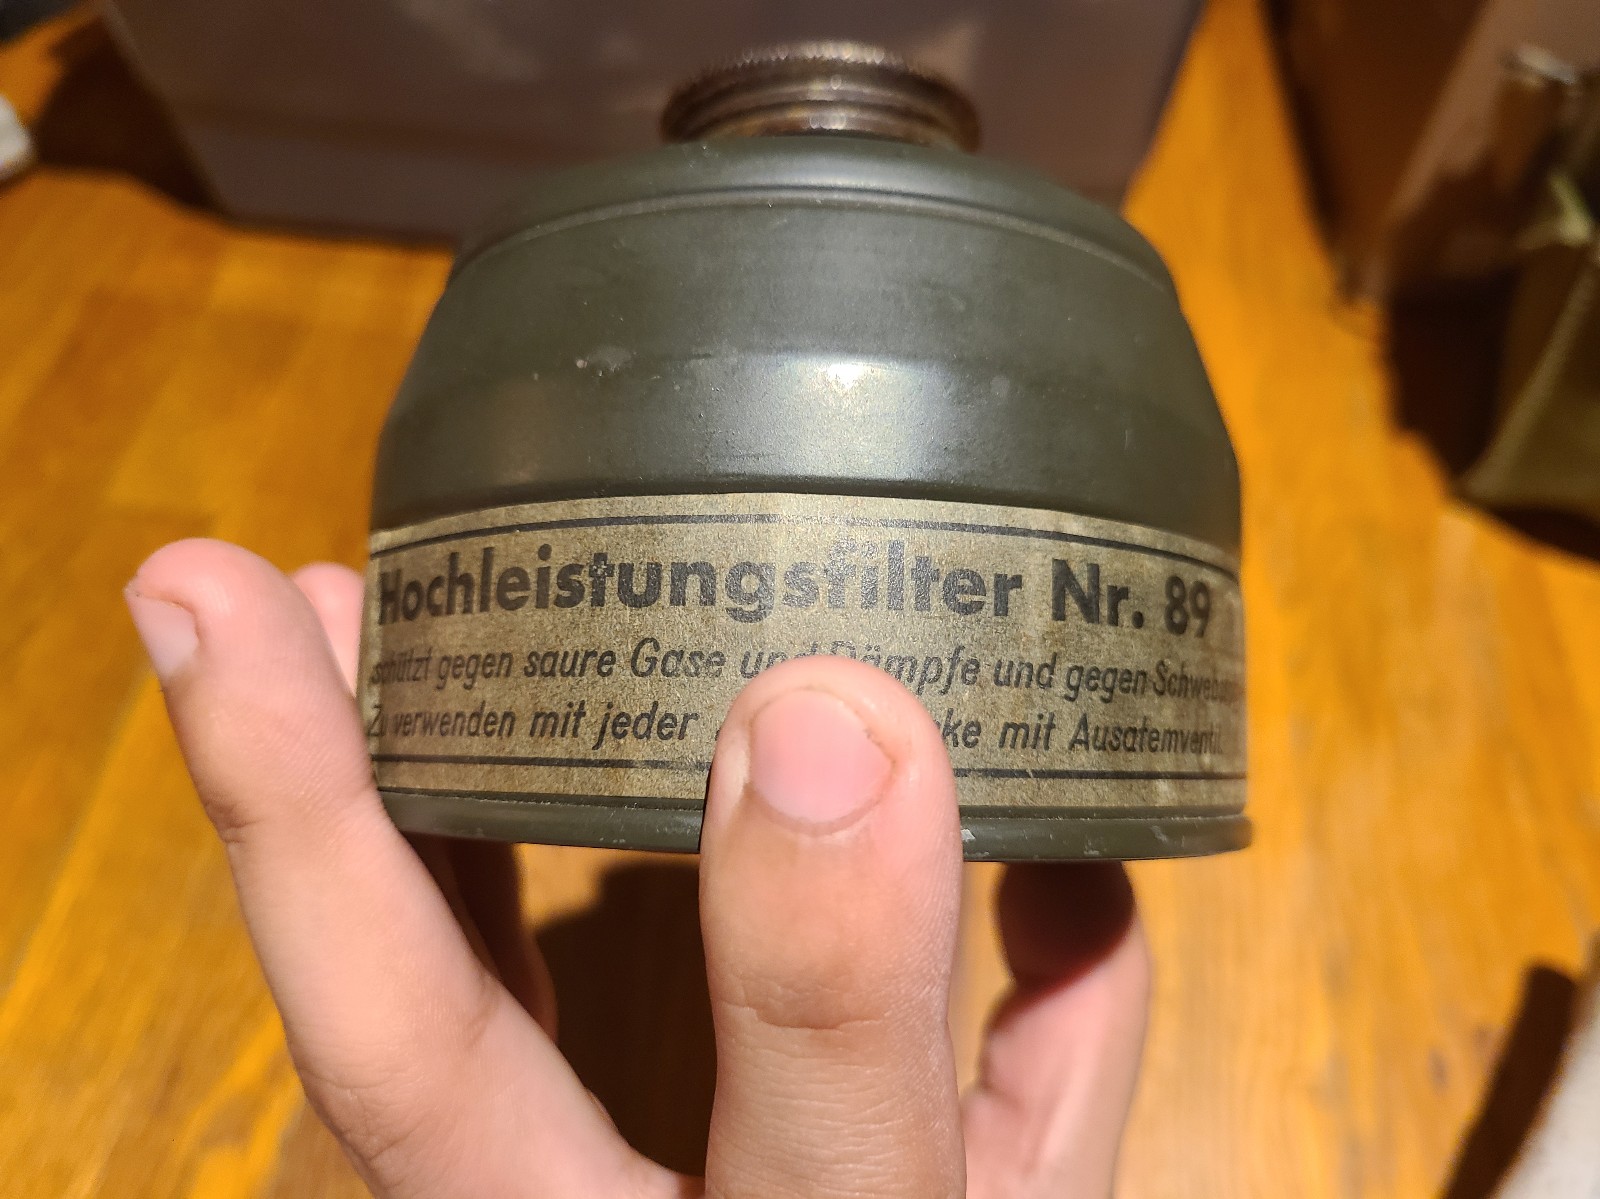 Hochleistungsfilter Nr. 89
schützt gegen saure Gase und Dämpfe und gegen
Zu verwenden mit jeder mit Ausatemventil